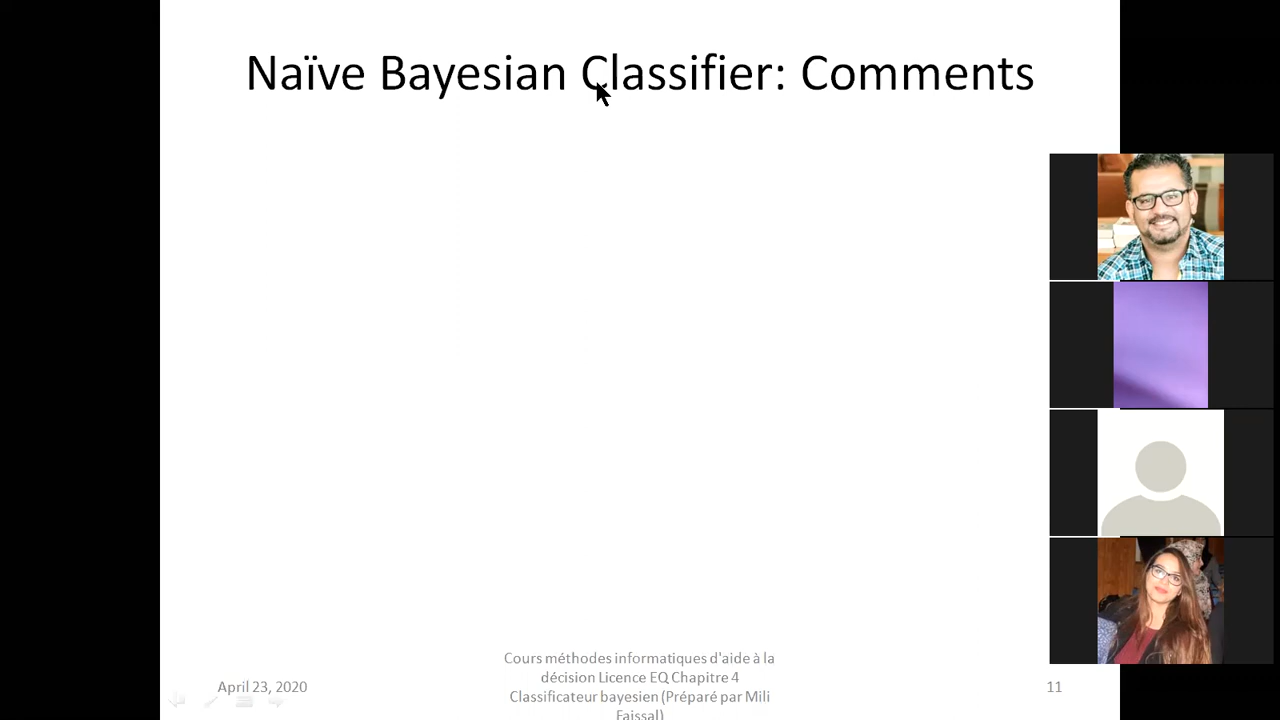 Naïve Bayesian Classifier: Comments
April 23, 2020
Cours méthodes informatiques d'aide à la
décision Licence EQ Chapitre 4
Classificateur bayesien (Préparé par Mili
Faissal)
11